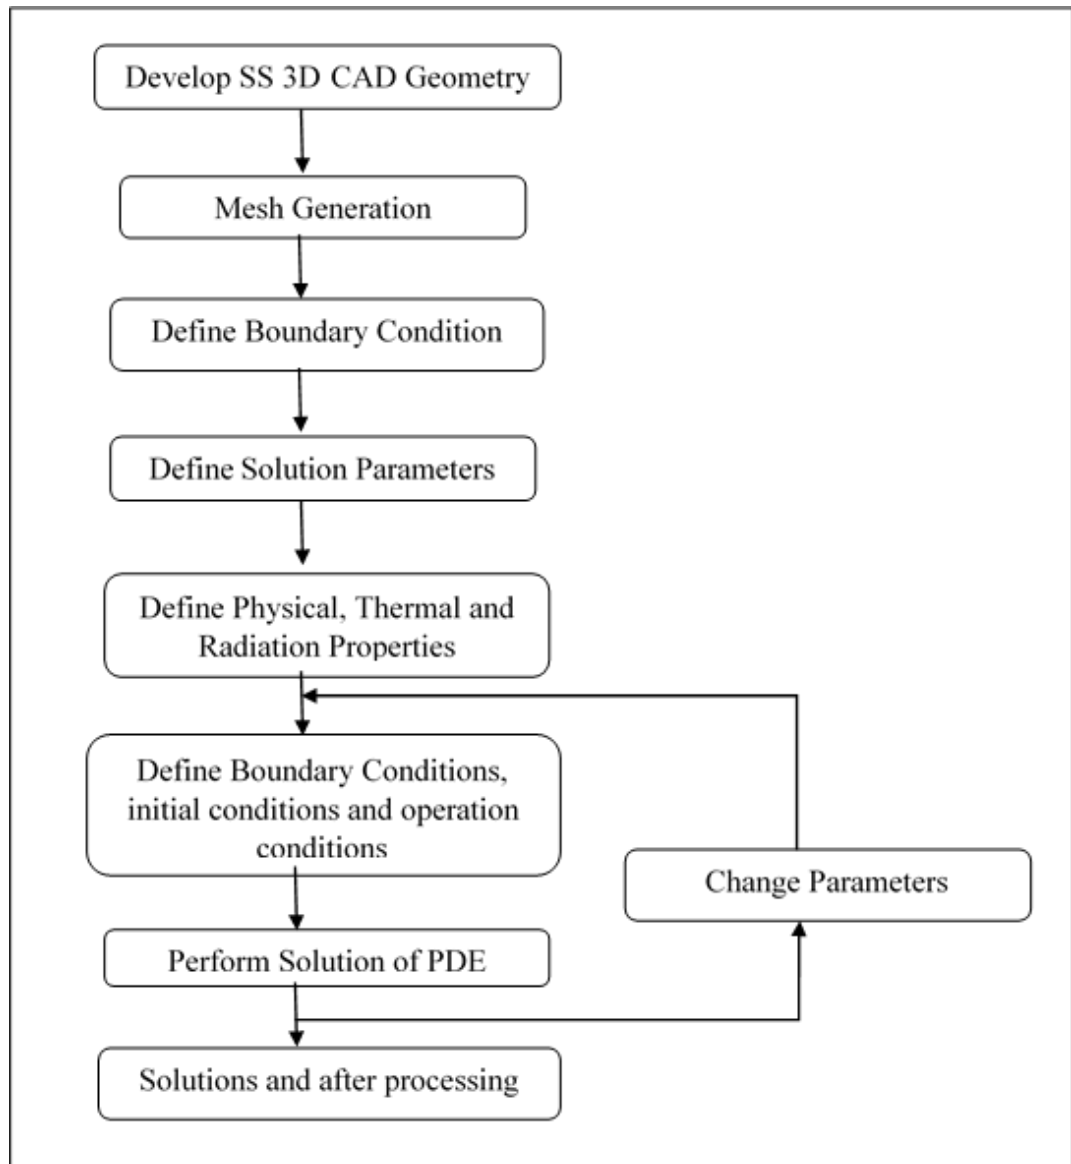 Develop SS 3D CAD Geometry
Mesh Generation
Define Boundary Condition
Define Solution Parameters
Define Physical, Thermal and
Radiation Properties
Define Boundary Conditions,
initial conditions and operation
conditions
Change Parameters
Perform Solution of PDE
Solutions and after processing